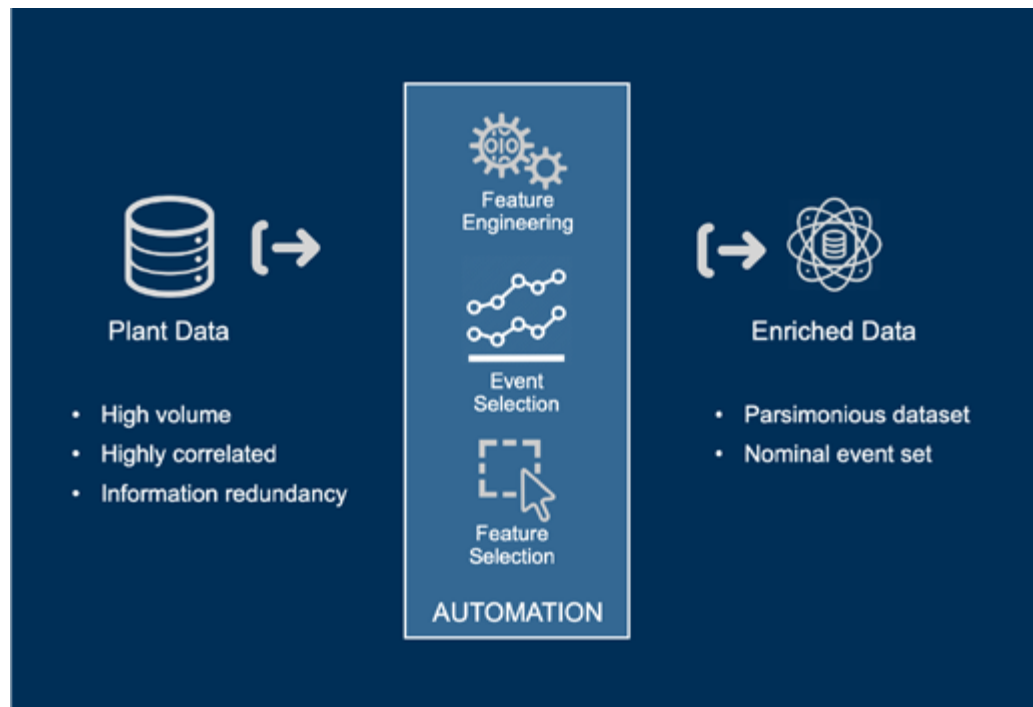 Plant Data
• High volume
• Highly correlated
• Information redundancy
OIO
Feature
Engineering
Event
Selection
Feature
Selection
AUTOMATION
Enriched Data
• Parsimonious dataset
• Nominal event set